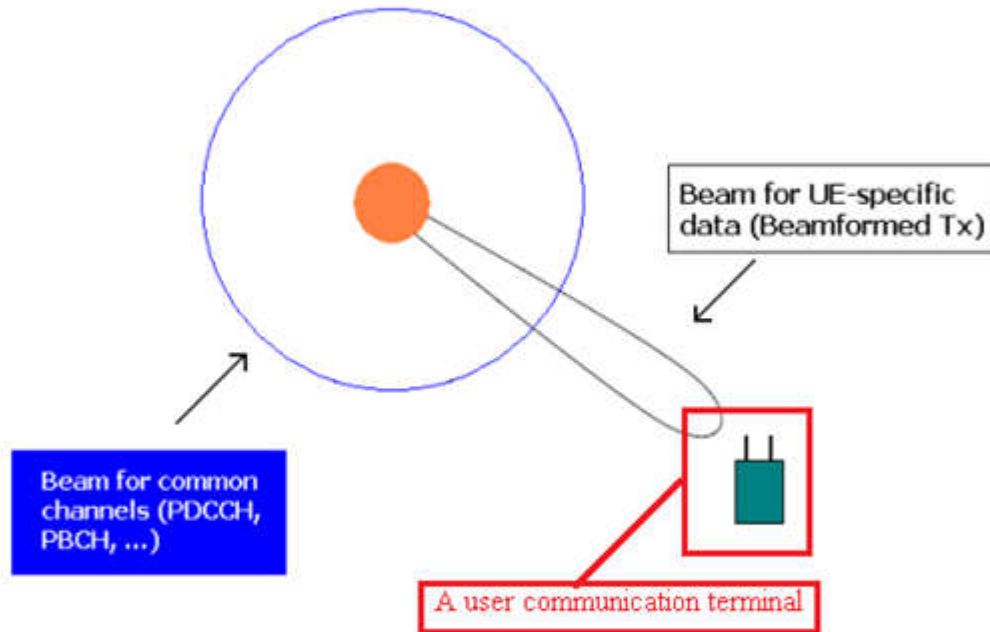 Beam for UE-specific
data (Beamformed Tx)
Beam for common
channels (PDCCH,
PBCH, ...)
A user communication terminal